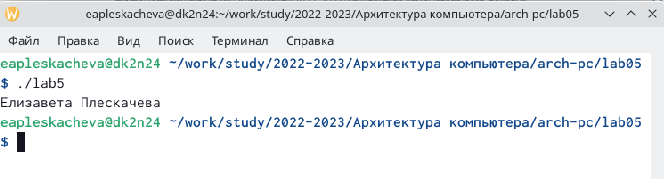 eapleskacheva@dk2n24:~/work/study/2022-2023/Архитектура компьютера/arch-pc/lab05
Файл Правка Вид Поиск Терминал Справка
eapleskacheva@dk2n24 ~/work/study/2022-2023/Архитектура компьютера/arch-pc/lab05
$ ./lab5
Елизавета Плескачева
eapleskacheva@dk2n24 ~/work/study/2022-2023/Архитектура компьютера/arch-pc/lab05
$